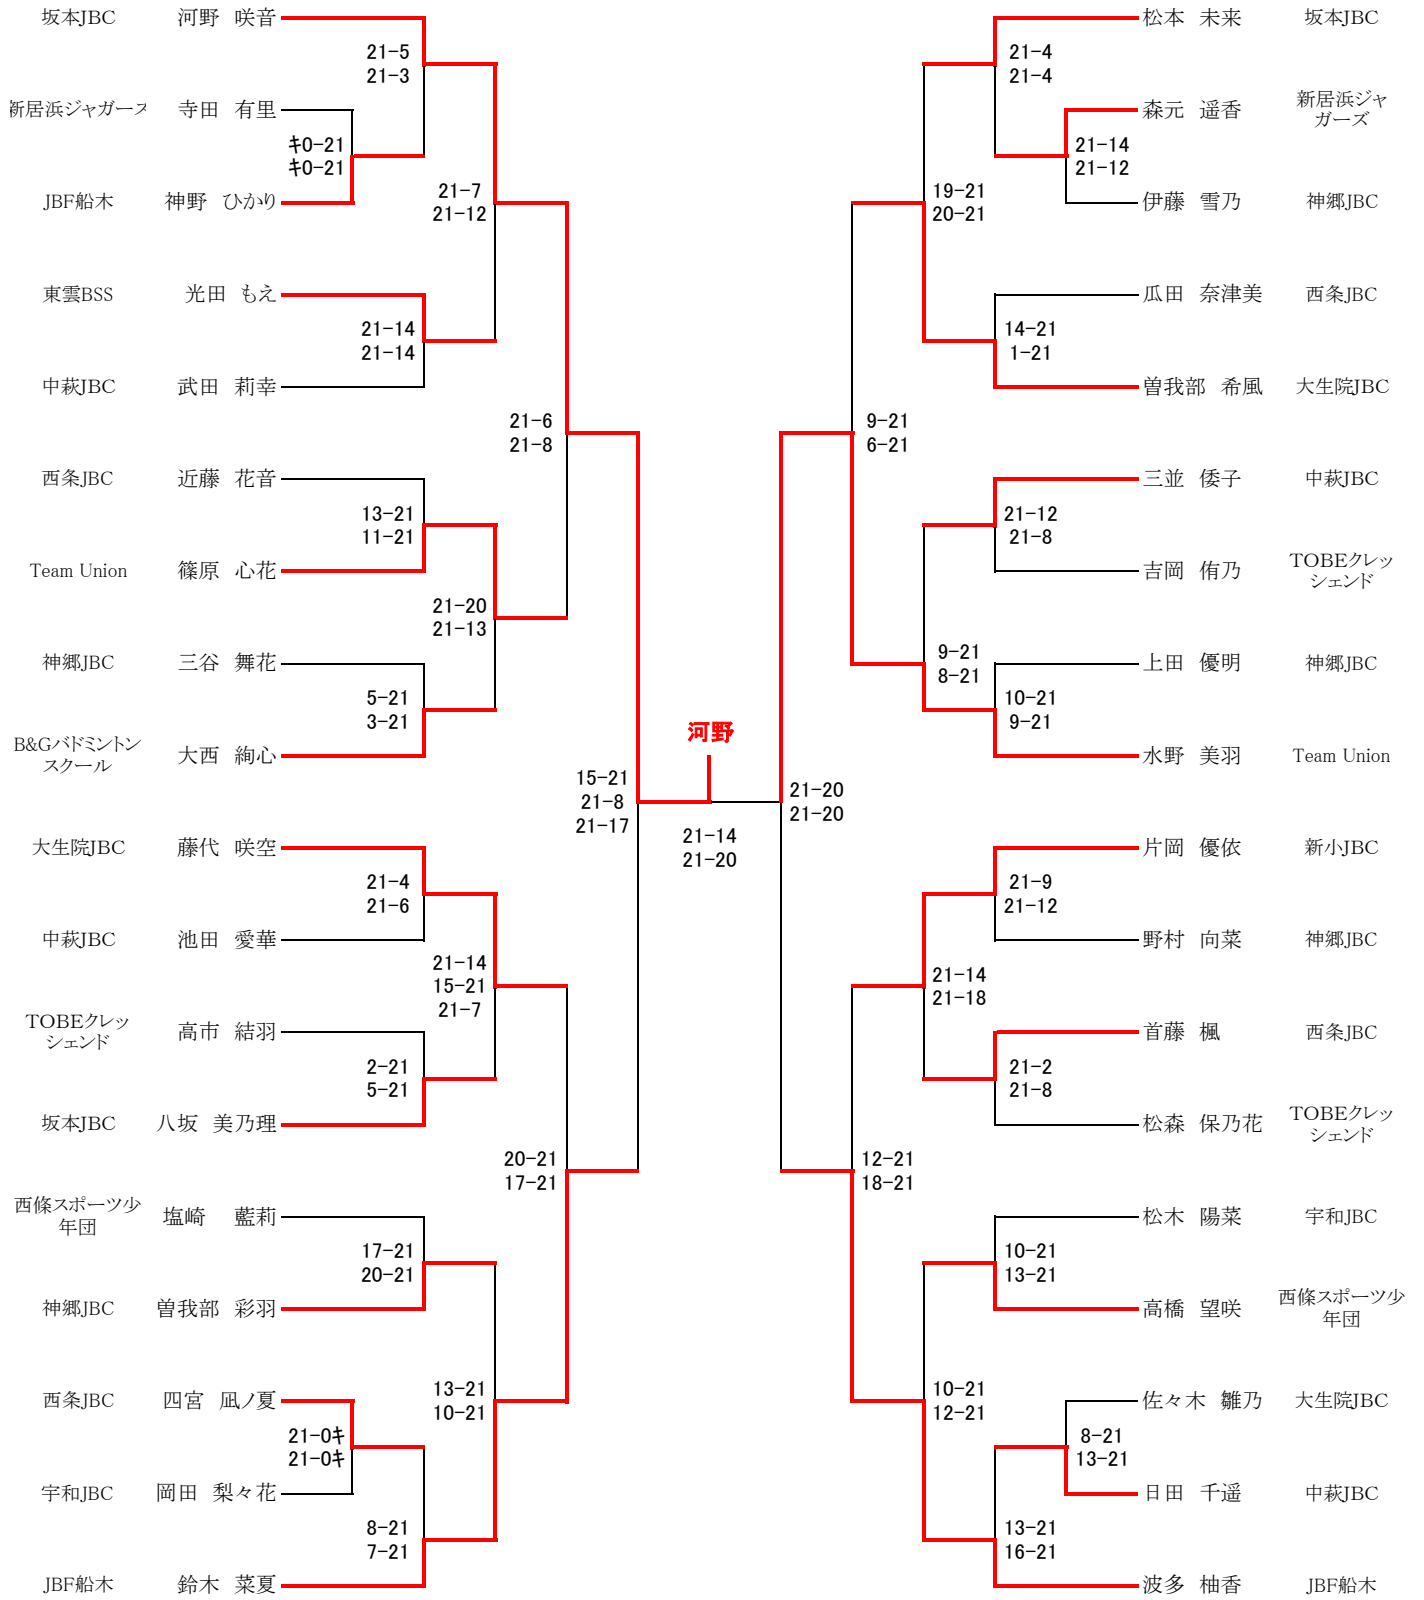 坂本JBC 河野 咲音
21-5
21-3
新居浜ジャガーズ 寺田 有里
ｷ0-21
ｷ0-21
JBF船木 神野 ひかり
21-7
21-12
東雲BSS 光田 もえ
21-14
21-14
中萩JBC 武田 莉幸
21-6
21-8
西条JBC 近藤 花音
13-21
11-21
Team Union 篠原 心花
21-20
21-13
神郷JBC 三谷 舞花
5-21
3-21
B&Gバドミントン
スクール
大西 絢心
15-21
21-8
21-17
大生院JBC 藤代 咲空
21-4
21-6
中萩JBC 池田 愛華
21-14
15-21
21-7
TOBEクレッ
シェンド
高市 結羽
2-21
5-21
坂本JBC 八坂 美乃理
20-21
17-21
西條スポーツ少
年団
塩崎 藍莉
17-21
20-21
神郷JBC 曽我部 彩羽
13-21
10-21
西条JBC 四宮 凪ノ夏
21-0ｷ
21-0ｷ
宇和JBC 岡田 梨々花
8-21
7-21
JBF船木 鈴木 菜夏
河野
21-14
21-20
松本 未来 坂本JBC
21-4
21-4
森元 遥香
新居浜ジャ
ガーズ
21-14
21-12
伊藤 雪乃 神郷JBC
19-21
20-21
瓜田 奈津美 西条JBC
14-21
1-21
曽我部 希風 大生院JBC
9-21
6-21
三並 倭子 中萩JBC
21-12
21-8
吉岡 侑乃
TOBEクレッ
シェンド
9-21
8-21
上田 優明 神郷JBC
10-21
9-21
水野 美羽 Team Union
21-20
21-20
片岡 優依 新小JBC
21-9
21-12
野村 向菜 神郷JBC
21-14
21-18
首藤 楓 西条JBC
21-2
21-8
松森 保乃花
TOBEクレッ
シェンド
12-21
18-21
松木 陽菜 宇和JBC
10-21
13-21
高橋 望咲
西條スポーツ少
年団
10-21
12-21
佐々木 雛乃 大生院JBC
8-21
13-21
日田 千遥 中萩JBC
13-21
16-21
波多 柚香 JBF船木